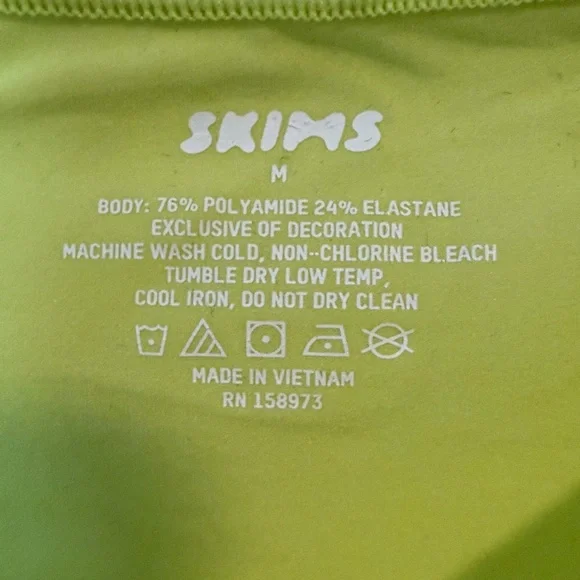 SKIMS
M
BODY: 76% POLYAMIDE 24% ELASTANE
EXCLUSIVE OF DECORATION
MACHINE WASH COLD, NON-CHLORINE BLEACH
TUMBLE DRY LOW TEMP,
COOL IRON, DO NOT DRY CLEAN
MADE IN VIETNAM
RN 158973